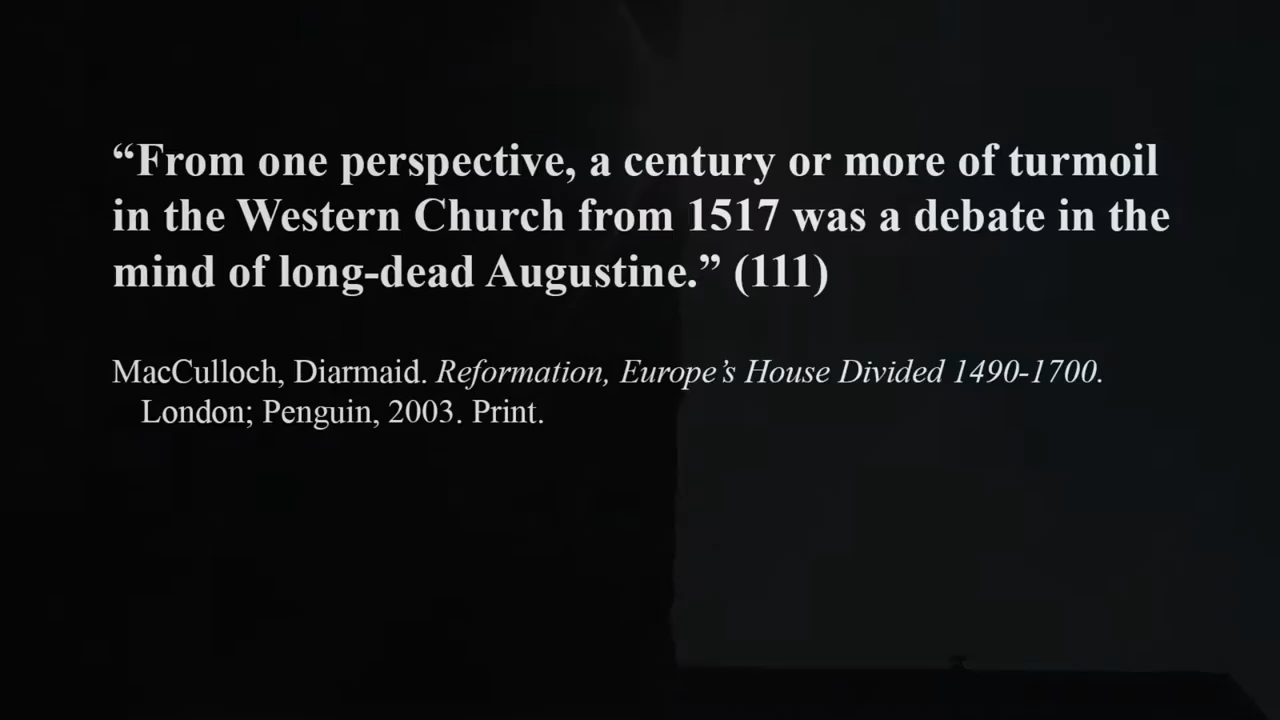 “From one perspective, a century or more of turmoil
in the Western Church from 1517 was a debate in the
mind of long-dead Augustine.” (111)
MacCulloch, Diarmaid. Reformation, Europe’s House Divided 1490-1700.
London; Penguin, 2003. Print.